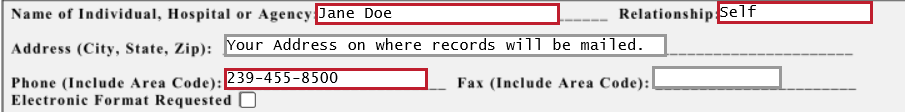 Name of Individual, Hospital or Agency: Jane Doe ______ Relationship: Self
Address (City, State, Zip): Your Address on where records will be mailed.
Phone (Include Area Code): 239-455-8500 __ Fax (Include Area Code):
Electronic Format Requested